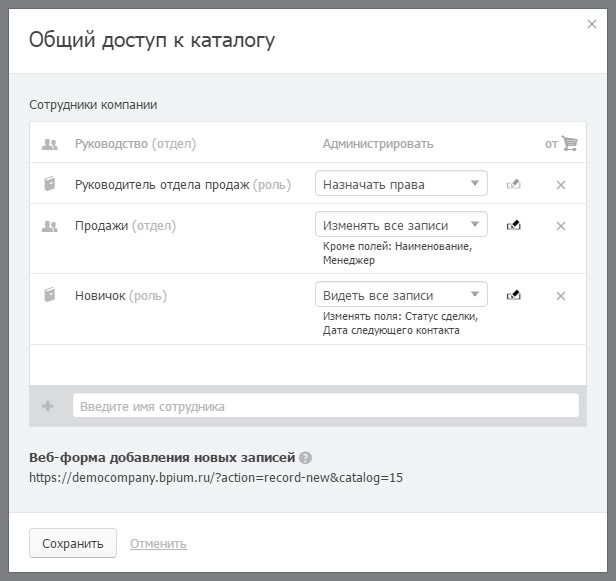 Общий доступ к каталогу
Сотрудники компании
Руководство (отдел) Администрировать от
Руководитель отдела продаж (роль) Назначать права
Продажи (отдел) Изменять все записи
Кроме полей: Наименование,
Менеджер
Новичок (роль) Видеть все записи
Изменять поля: Статус сделки,
Дата следующего контакта
Введите имя сотрудника
Веб-форма добавления новых записей ?
https://democompany.bpium.ru/?action=record-new&catalog=15
Сохранить Отменить